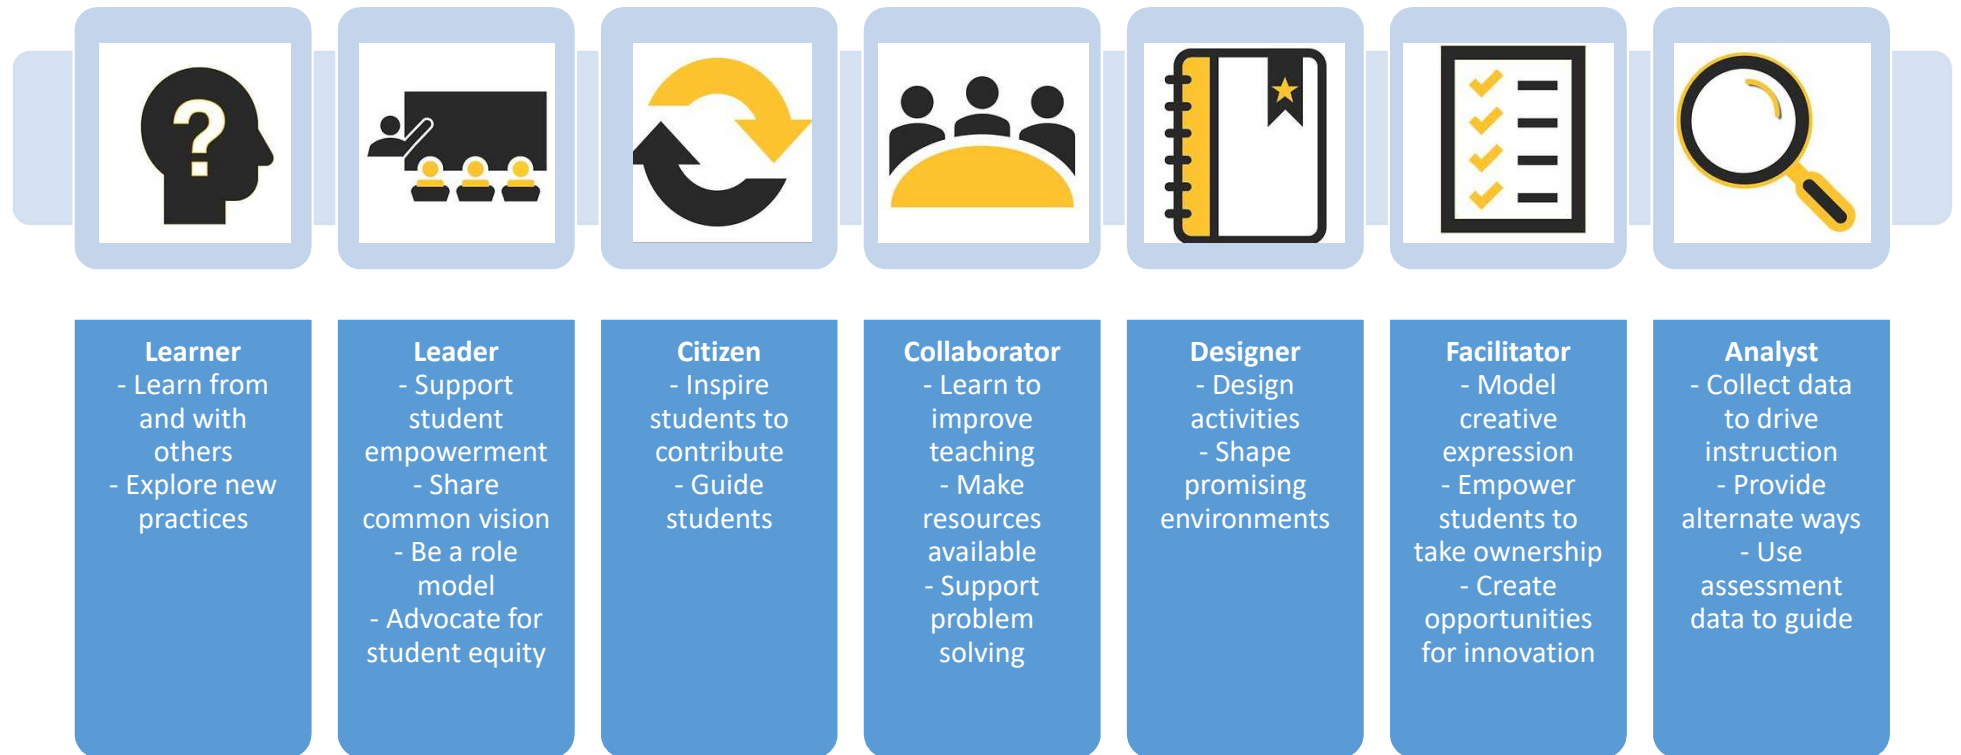 ?
Learner
- Learn from
and with
others
- Explore new
practices
Leader
- Support
student
empowerment
- Share
common vision
- Be a role
model
- Advocate for
student equity
Citizen
- Inspire
students to
contribute
- Guide
students
Collaborator
- Learn to
improve
teaching
- Make
resources
available
- Support
problem
solving
Designer
- Design
activities
- Shape
promising
environments
Facilitator
- Model
creative
expression
- Empower
students to
take ownership
- Create
opportunities
for innovation
Analyst
- Collect data
to drive
instruction
- Provide
alternate ways
- Use
assessment
data to guide